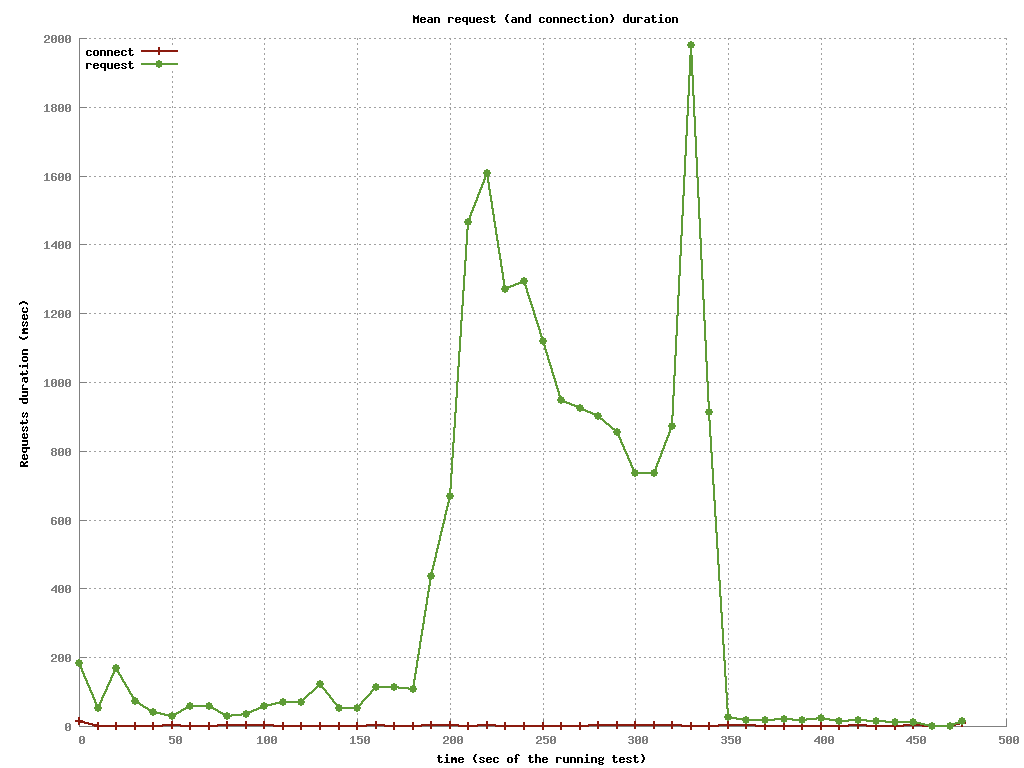 Mean request (and connection) duration
connect
request
2000
1800
1600
1400
1200
1000
800
600
400
200
0
Requests duration (msec)
0 50 100 150 200 250 300 350 400 450 500
time (sec of the running test)